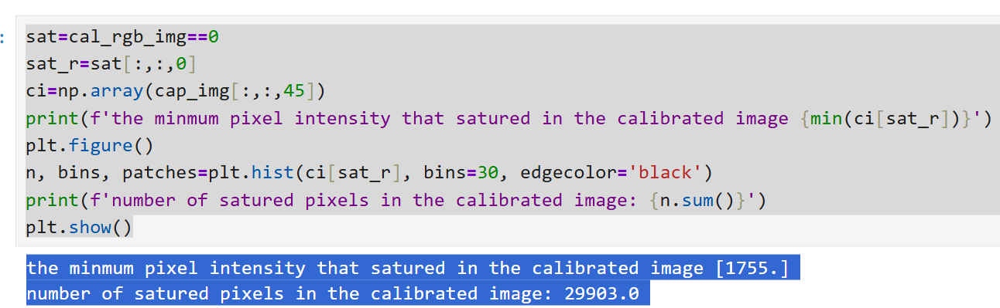 :
sat=cal_rgb_img==0
sat_r=sat[:,:,0]
ci=np.array(cap_img[:,:,45])
print(f'the minmum pixel intensity that satured in the calibrated image {min(ci[sat_r])}')
plt.figure()
n, bins, patches=plt.hist(ci[sat_r], bins=30, edgecolor='black')
print(f'number of satured pixels in the calibrated image: {n.sum()}')
plt.show()
the minmum pixel intensity that satured in the calibrated image [1755.]
number of satured pixels in the calibrated image: 29903.0